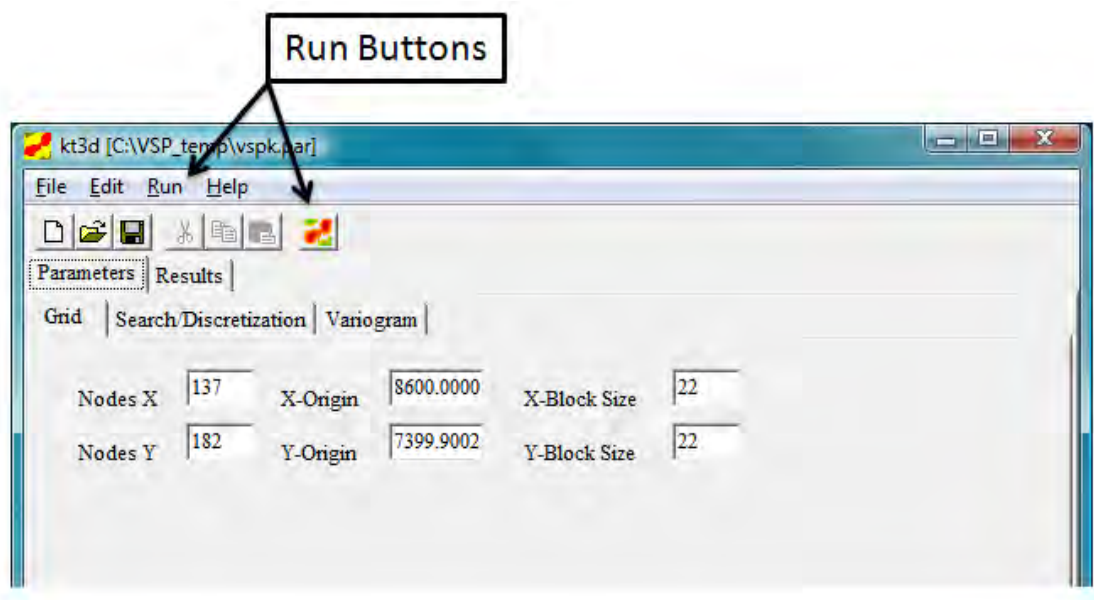 Run Buttons
kt3d [C:\VSP_temp\vspk.par]
File Edit Run Help
Parameters Results
Grid Search/Discretization Variogram
Nodes X 137 X-Origin 8600.0000 X-Block Size 22
Nodes Y 182 Y-Origin 7399.9002 Y-Block Size 22